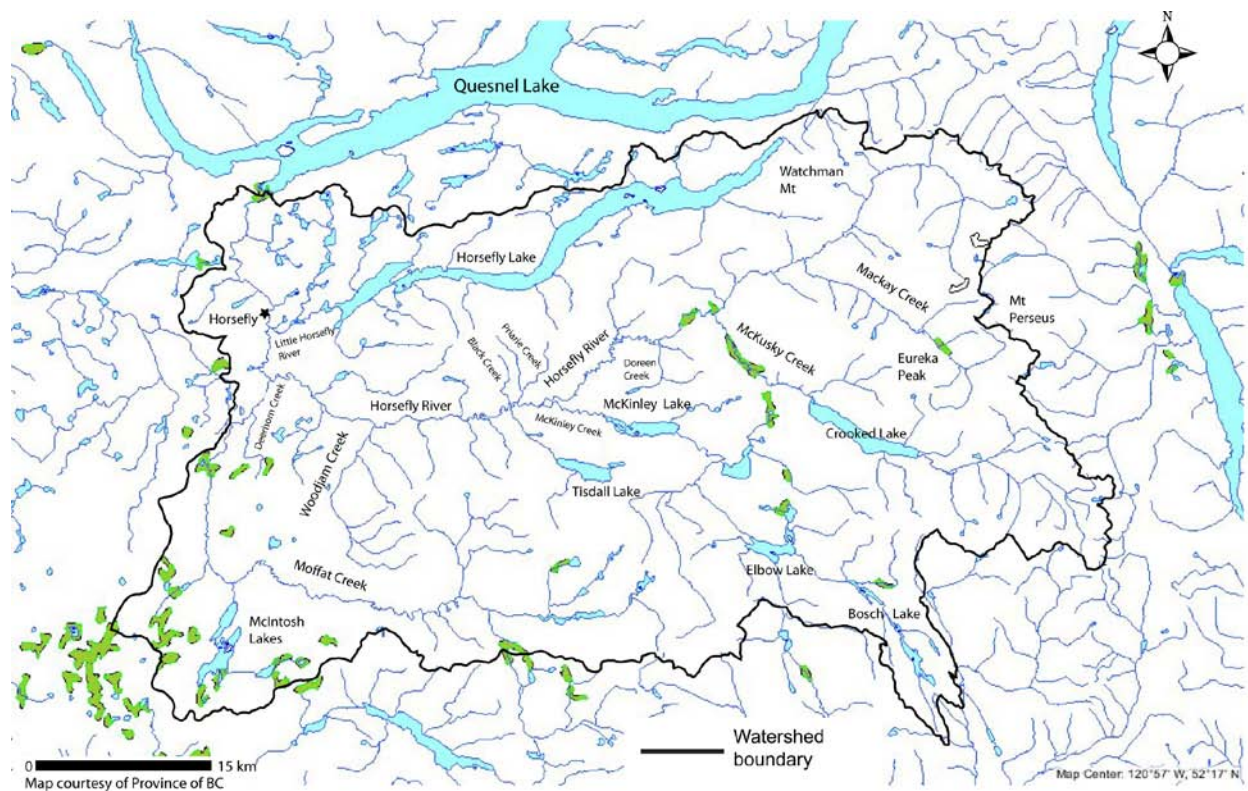 N
Quesnel Lake
Watchman
Mt
Horsefly Lake
Mackay Creek
Mt
Perseus
Horsefly
Little Horsefly
River
Black Creek
Priarie Creek
Horsefly River
Doreen
Creek
McKusky Creek
Eureka
Peak
Deerhorn Creek
Horsefly River
McKinley Lake
McKinley Creek
Crooked Lake
Woodjam Creek
Tisdall Lake
Moffat Creek
Elbow Lake
McIntosh
Lakes
Bosch Lake
Watershed
boundary
0 15 km
Map courtesy of Province of BC
Map Center: 120°57' W, 52°17' N